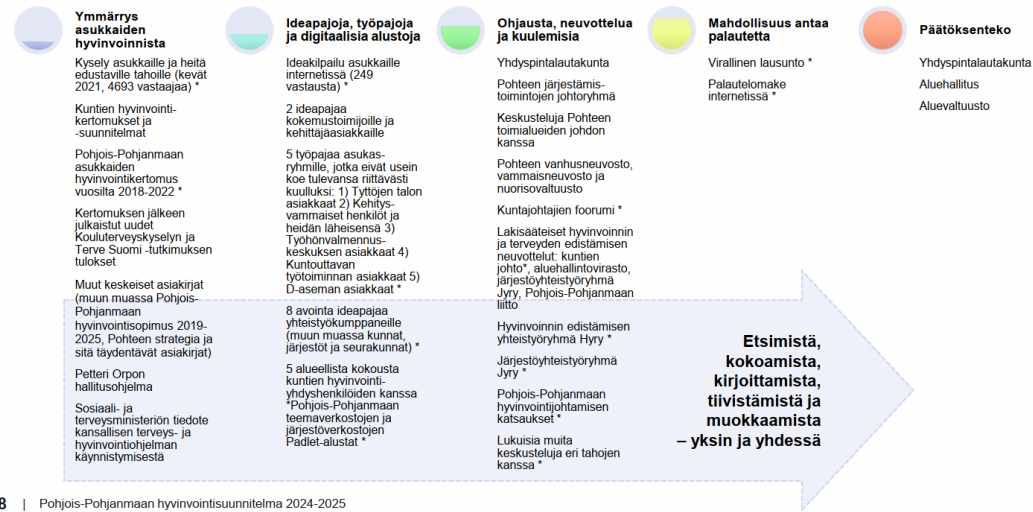 Ymmärrys
asukkaiden
hyvinvoinnista
Kysely asukkaille ja heitä
edustaville tahoille (kevät
2021, 4693 vastaajaa) *
Kuntien hyvinvointi-
kertomukset ja
-suunnitelmat
Pohjois-Pohjanmaan
asukkaiden
hyvinvointikertomus
vuosilta 2018-2022 *
Kertomuksen jälkeen
julkaistut uudet
Kouluterveyskyselyn ja
Terve Suomi -tutkimuksen
tulokset
Muut keskeiset asiakirjat
(muun muassa Pohjois-
Pohjanmaan
hyvinvointisopimus 2019-
2025, Pohteen strategia ja
sitä täydentävät asiakirjat)
Petteri Orpon
hallitusohjelma
Sosiaali- ja
terveysministeriön tiedote
kansallisen terveys- ja
hyvinvointiohjelman
käynnistymisestä
Ideapajoja, työpajoja
ja digitaalisia alustoja
Ideakilpailu asukkaille
internetissä (249
vastausta) *
2 ideapajaa
kokemustoimijoille ja
kehittäjäasiakkaille
5 työpajaa asukas-
ryhmille, jotka eivät usein
koe tulevansa riittävästi
kuulluksi: 1) Tyttöjen talon
asiakkaat 2) Kehitys-
vammaiset henkilöt ja
heidän läheisensä 3)
Työhönvalmennus-
keskuksen asiakkaat 4)
Kuntouttavan
työtoiminnan asiakkaat 5)
D-aseman asiakkaat *
8 avointa ideapajaa
yhteistyökumppaneille
(muun muassa kunnat,
järjestöt ja seurakunnat) *
5 alueellista kokousta
kuntien hyvinvointi-
yhdyshenkilöiden kanssa
*Pohjois-Pohjanmaan
teemaverkostojen ja
järjestöverkostojen
Padlet-alustat *
Ohjausta, neuvottelua
ja kuulemisia
Yhdyspintalautakunta
Pohteen järjestämis-
toimintojen johtoryhmä
Keskusteluja Pohteen
toimialueiden johdon
kanssa
Pohteen vanhusneuvosto,
vammaisneuvosto ja
nuorisovaltuusto
Kuntajohtajien foorumi *
Lakisääteiset hyvinvoinnin
ja terveyden edistämisen
neuvottelut: kuntien
johto*, aluehallintovirasto,
järjestöyhteistyöryhmä
Jyry, Pohjois-Pohjanmaan
liitto
Hyvinvoinnin edistämisen
yhteistyöryhmä Hyry *
Järjestöyhteistyöryhmä
Jyry *
Pohjois-Pohjanmaan
hyvinvointijohtamisen
katsaukset *
Lukuisia muita
keskusteluja eri tahojen
kanssa *
Mahdollisuus antaa
palautetta
Virallinen lausunto *
Palautelomake
internetissä *
Päätöksenteko
Yhdyspintalautakunta
Aluehallitus
Aluevaltuusto
Etsimistä,
kokoamista,
kirjoittamista,
tiivistämistä ja
muokkaamista
– yksin ja yhdessä
8 | Pohjois-Pohjanmaan hyvinvointisuunnitelma 2024-2025